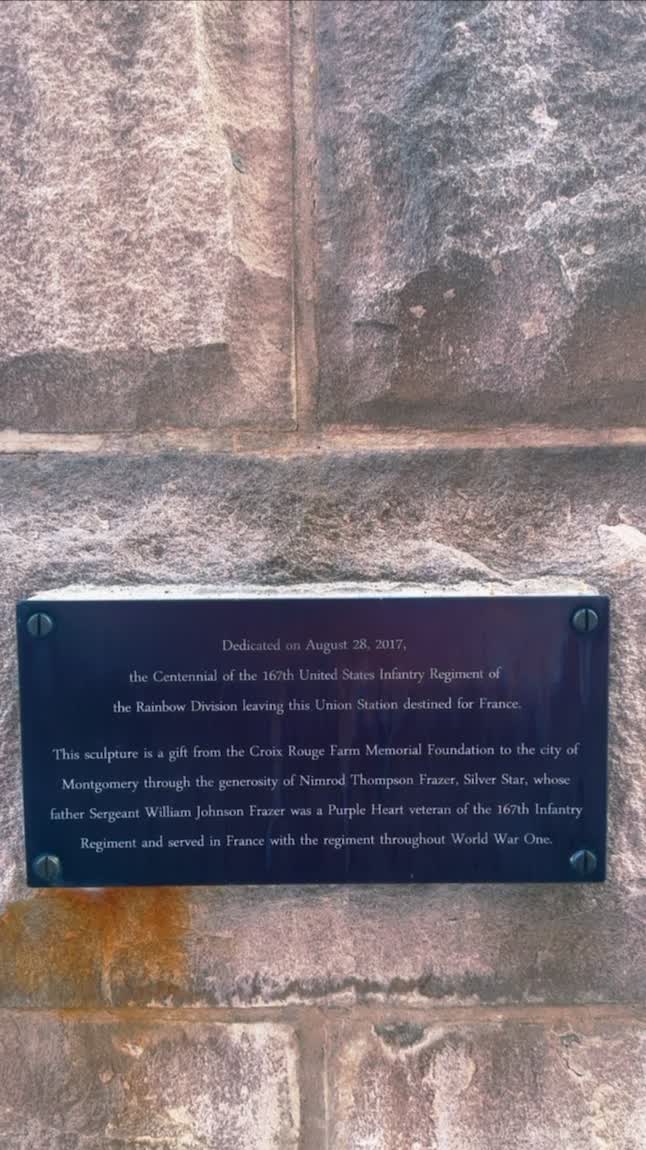 Dedicated on August 28, 2017,
the Centennial of the 167th United States Infantry Regiment of
the Rainbow Division leaving this Union Station destined for France.
This sculpture is a gift from the Croix Rouge Farm Memorial Foundation to the city of
Montgomery through the generosity of Nimrod Thompson Frazer, Silver Star, whose
father Sergeant William Johnson Frazer was a Purple Heart veteran of the 167th Infantry
Regiment and served in France with the regiment throughout World War One.